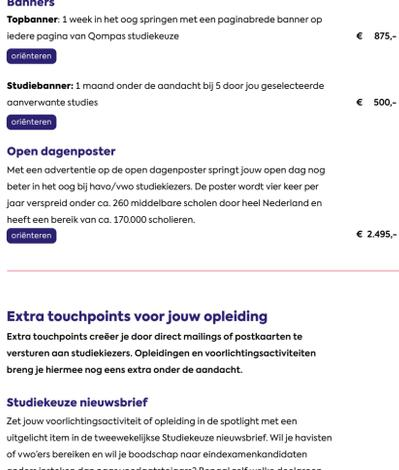 Banners
Topbanner: 1 week in het oog springen met een paginabrede banner op
iedere pagina van Qompas studiekeuze € 875,-
oriënteren
Studiebanner: 1 maand onder de aandacht bij 5 door jou geselecteerde
aanverwante studies € 500,-
oriënteren
Open dagenposter
Met een advertentie op de open dagenposter springt jouw open dag nog
beter in het oog bij havo/vwo studiekiezers. De poster wordt vier keer per
jaar verspreid onder ca. 260 middelbare scholen door heel Nederland en
heeft een bereik van ca. 170.000 scholieren.
oriënteren € 2.495,-
Extra touchpoints voor jouw opleiding
Extra touchpoints creëer je door direct mailings of postkaarten te
versturen aan studiekiezers. Opleidingen en voorlichtingsactiviteiten
breng je hiermee nog eens extra onder de aandacht.
Studiekeuze nieuwsbrief
Zet jouw voorlichtingsactiviteit of opleiding in de spotlight met een
uitgelicht item in de tweewekelijkse Studiekeuze nieuwsbrief. Wil je havisten
of vwo'ers bereiken en wil je boodschap naar eindexamenkandidaten